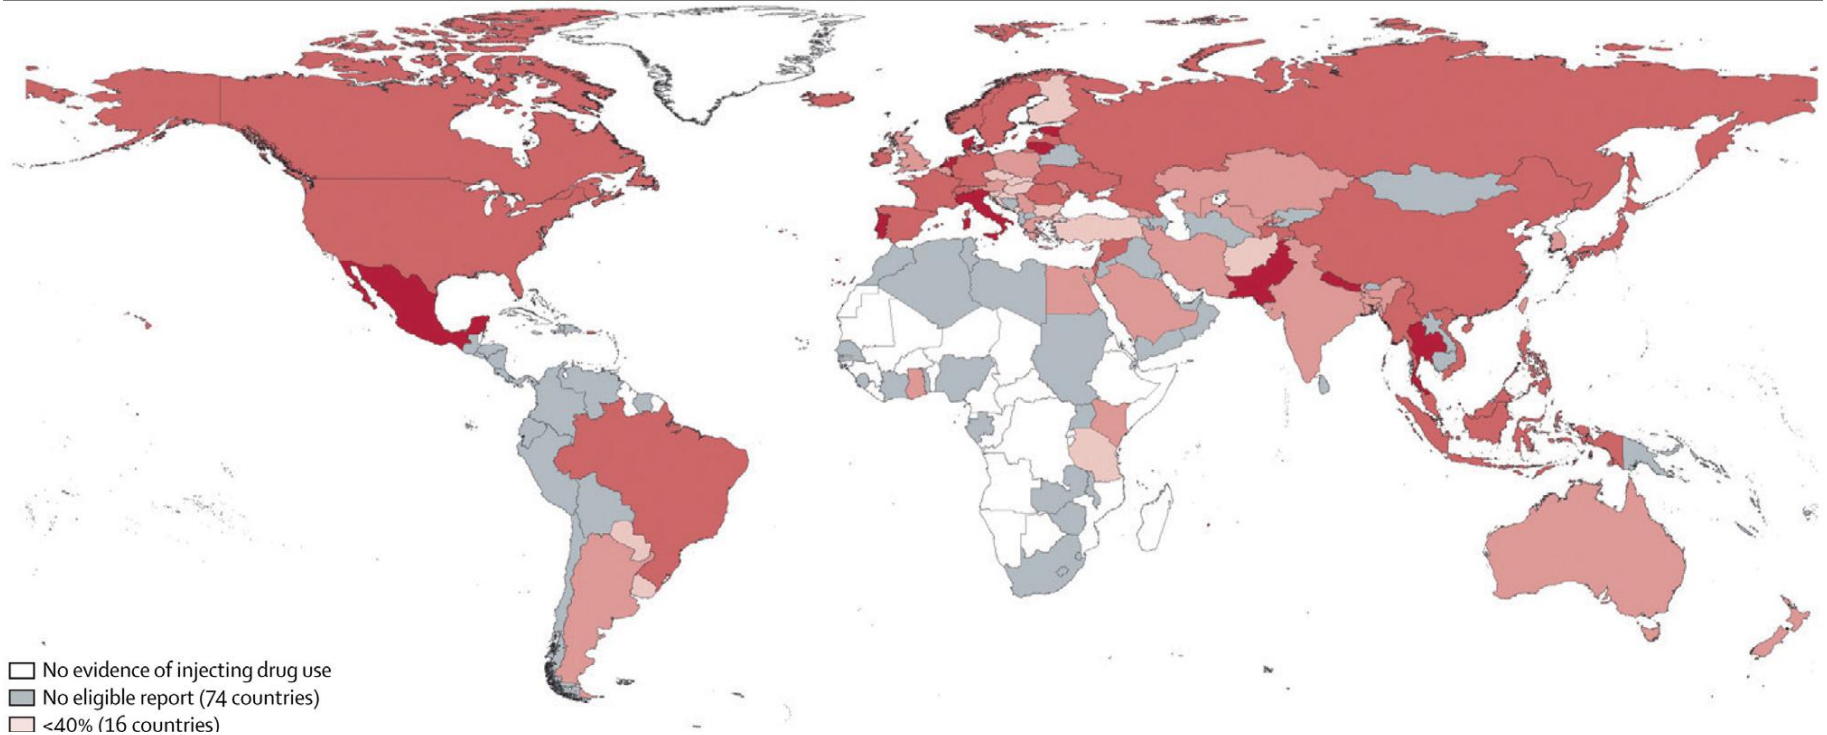 No evidence of injecting drug use
No eligible report (74 countries)
<40% (16 countries)